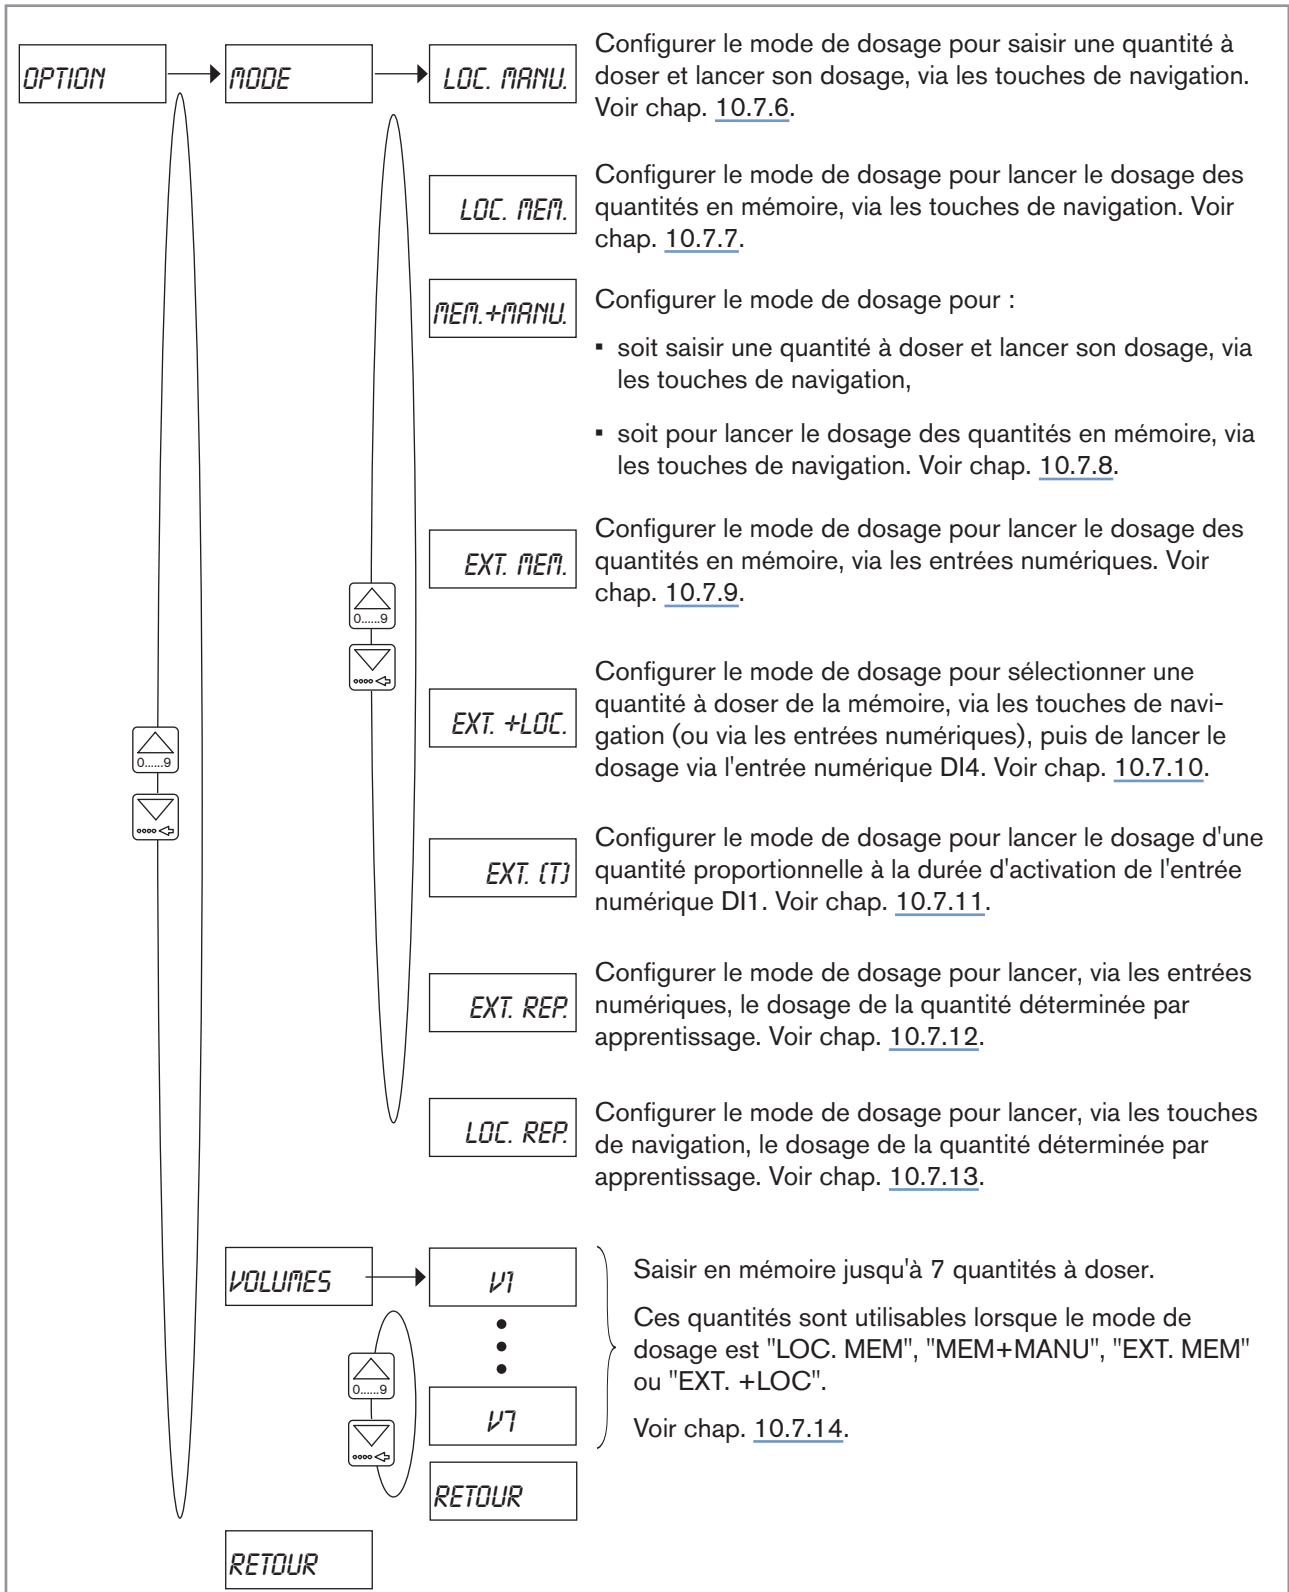 OPTION
MODE
LOC. MANU.
Configurer le mode de dosage pour saisir une quantité à
doser et lancer son dosage, via les touches de navigation.
Voir chap. 10.7.6.
LOC. MEM.
Configurer le mode de dosage pour lancer le dosage des
quantités en mémoire, via les touches de navigation. Voir
chap. 10.7.7.
MEM.+MANU.
Configurer le mode de dosage pour :
▪ soit saisir une quantité à doser et lancer son dosage, via
les touches de navigation,
▪ soit pour lancer le dosage des quantités en mémoire, via
les touches de navigation. Voir chap. 10.7.8.
EXT. MEM.
Configurer le mode de dosage pour lancer le dosage des
quantités en mémoire, via les entrées numériques. Voir
chap. 10.7.9.
0......9
EXT. +LOC.
Configurer le mode de dosage pour sélectionner une
quantité à doser de la mémoire, via les touches de navi-
gation (ou via les entrées numériques), puis de lancer le
dosage via l'entrée numérique DI4. Voir chap. 10.7.10.
0......9
EXT. (T)
Configurer le mode de dosage pour lancer le dosage d'une
quantité proportionnelle à la durée d'activation de l'entrée
numérique DI1. Voir chap. 10.7.11.
EXT. REP.
Configurer le mode de dosage pour lancer, via les entrées
numériques, le dosage de la quantité déterminée par
apprentissage. Voir chap. 10.7.12.
LOC. REP.
Configurer le mode de dosage pour lancer, via les touches
de navigation, le dosage de la quantité déterminée par
apprentissage. Voir chap. 10.7.13.
VOLUMES
V1
Saisir en mémoire jusqu'à 7 quantités à doser.
Ces quantités sont utilisables lorsque le mode de
dosage est "LOC. MEM", "MEM+MANU", "EXT. MEM"
ou "EXT. +LOC".
0......9
V7
Voir chap. 10.7.14.
RETOUR
RETOUR